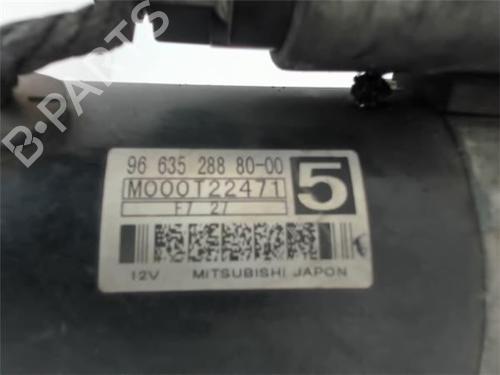 B-PARTS
96 635 288 80-00
5
M000T22471
F7 27
12V MITSUBISHI JAPON